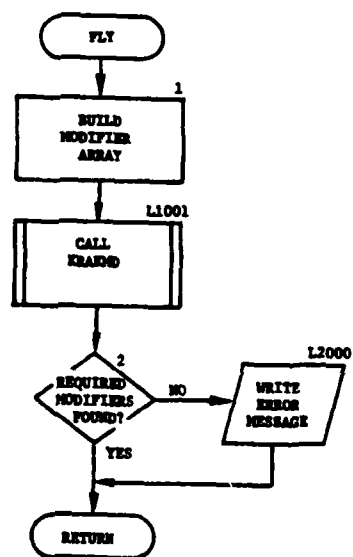 FLY
1
BUILD
MODIFIER
ARRAY
L1001
CALL
KRAKMD
2
REQUIRED
MODIFIERS
FOUND?
NO
L2000
WRITE
ERROR
MESSAGE
YES
RETURN